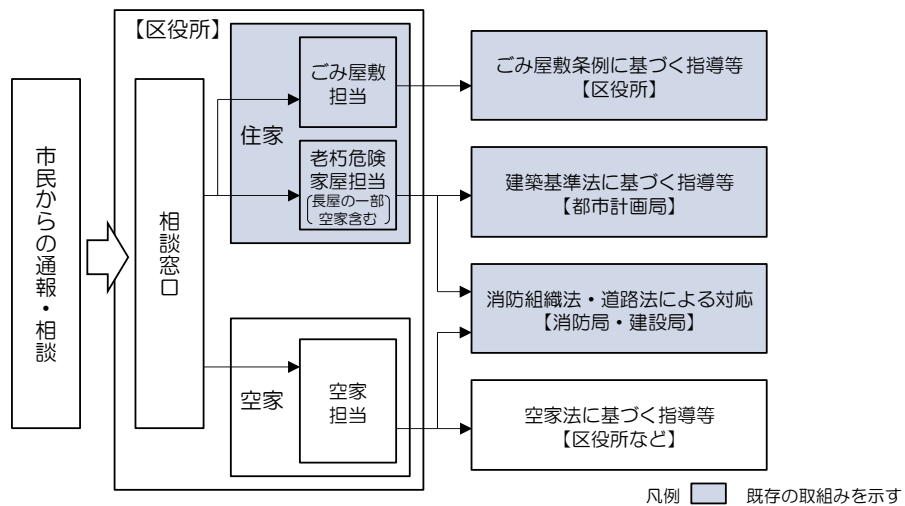 【区役所】
市民からの通報・相談
相談窓口
住家
ごみ屋敷
担当
老朽危険
家屋担当
長屋の一部
空家含む
空家
空家
担当
ごみ屋敷条例に基づく指導等
【区役所】
建築基準法に基づく指導等
【都市計画局】
消防組織法・道路法による対応
【消防局・建設局】
空家法に基づく指導等
【区役所など】
凡例 既存の取組みを示す